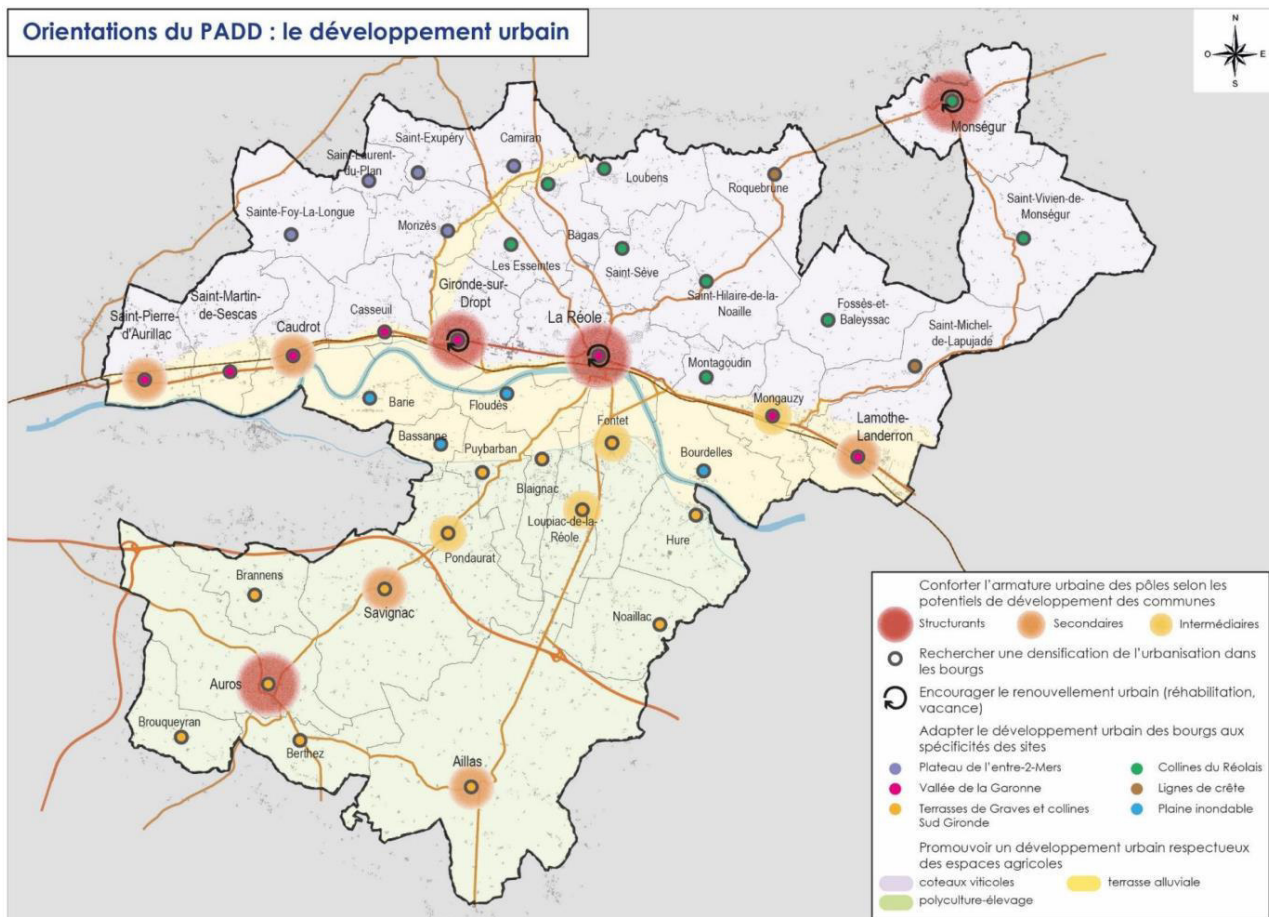 Orientations du PADD : le développement urbain
N
O
E
S
Monségur
Saint-Exupéry
Camiran
Saint-Laurent-
du-Plan
Loubens
Roquebrune
Saint-Vivien-de-
Monségur
Sainte-Foy-La-Longue
Morizès
Bagas
Les Esseintes
Saint-Sève
Saint-Martin-
de-Sescas
Gironde-sur-
Dropt
Saint-Hilaire-de-la-
Noaille
Fossès-et-
Baleyssac
Saint-Pierre-
d'Aurillac
Casseuil
Caudrot
La Réole
Saint-Michel-
de-Lapujade
Montagoudin
Barie
Floudès
Mongauzy
Lamothe-
Landerron
Fontet
Bassanne
Puybarban
Bourdelles
Blaignac
Loupiac-de-la-
Réole
Hure
Pondaurat
Brannens
Savignac
Noaillac
Auros
Brouqueyran
Berthez
Aillas
Conforter l'armature urbaine des pôles selon les
potentiels de développement des communes
Structurants
Secondaires
Intermédiaires
Rechercher une densification de l'urbanisation dans
les bourgs
Encourager le renouvellement urbain (réhabilitation,
vacance)
Adapter le développement urbain des bourgs aux
spécificités des sites
Plateau de l'entre-2-Mers
Collines du Réolais
Vallée de la Garonne
Lignes de crête
Terrasses de Graves et collines
Sud Gironde
Plaine inondable
Promouvoir un développement urbain respectueux
des espaces agricoles
coteaux viticoles
terrasse alluviale
polyculture-élevage